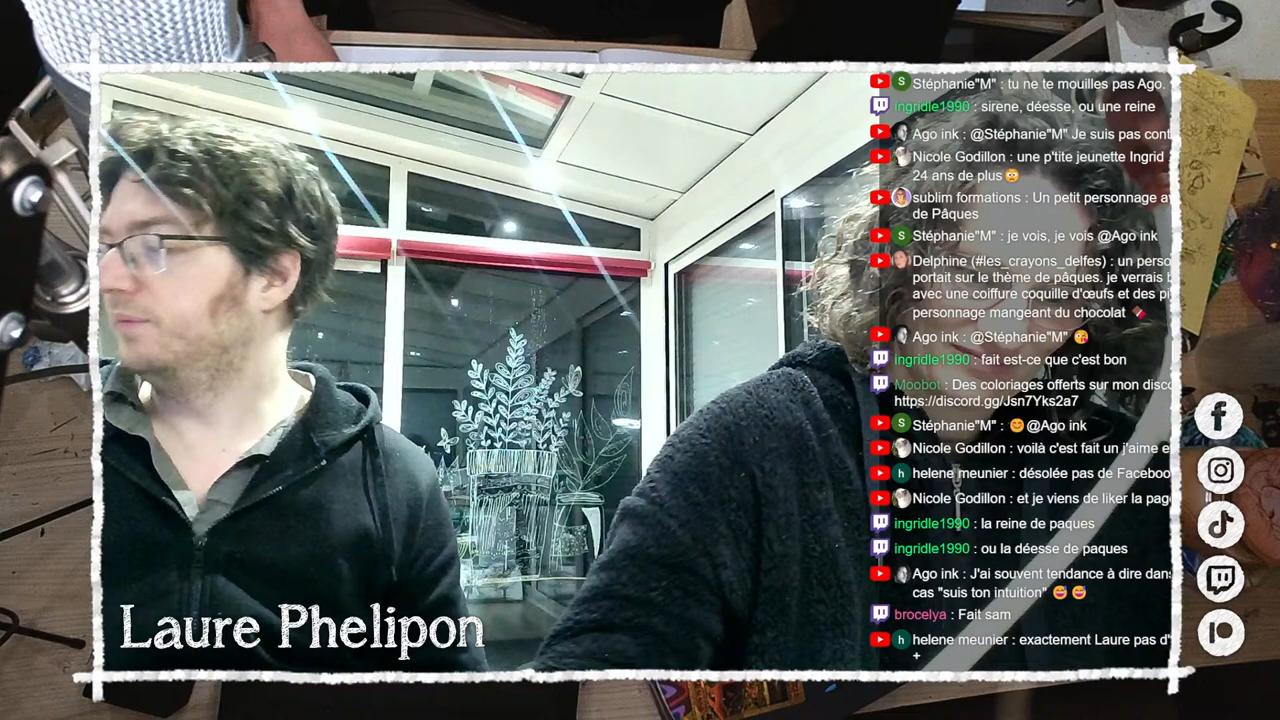 Stéphanie"M" : tu ne te mouilles pas Ago.
ingridle1990 : sirene, déesse, ou une reine
Ago ink : @Stéphanie"M" Je suis pas cont
Nicole Godillon : une p'tite jeunette Ingrid
24 ans de plus
sublim formations : Un petit personnage a
de Pâques
Stéphanie"M" : je vois, je vois @Ago ink
Delphine (#les_crayons_delfes) : un perso
portait sur le thème de pâques. je verrais
avec une coiffure coquille d'œufs et des pi
personnage mangeant du chocolat
Ago ink : @Stéphanie"M"
ingridle1990 : fait est-ce que c'est bon
Moobot : Des coloriages offerts sur mon disco
https://discord.gg/Jsn7Yks2a7
Stéphanie"M" : 😊@Ago ink
Nicole Godillon : voilà c'est fait un j'aime e
helene meunier : désolée pas de Faceboo
Nicole Godillon : et je viens de liker la pag
ingridle1990 : la reine de paques
ingridle1990 : ou la déesse de paques
Ago ink : J'ai souvent tendance à dire dans
cas "suis ton intuition" 😅 😅
brocelya : Fait sam
helene meunier : exactement Laure pas d'
+
Laure Phelipon